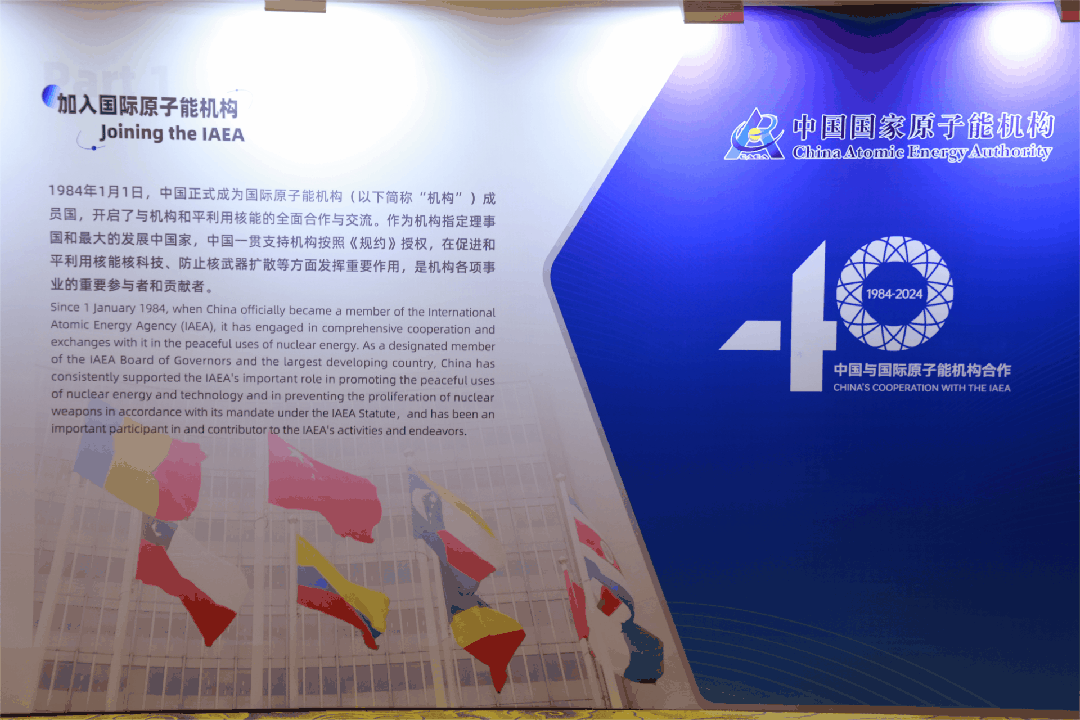 Part 1
加入国际原子能机构
Joining the IAEA
1984年1月1日，中国正式成为国际原子能机构（以下简称“机构”）成
员国，开启了与机构和平利用核能的全面合作与交流。作为机构指定理事
国和最大的发展中国家，中国一贯支持机构按照《规约》授权，在促进和
平利用核能核科技、防止核武器扩散等方面发挥重要作用，是机构各项事
业的重要参与者和贡献者。
Since 1 January 1984, when China officially became a member of the International
Atomic Energy Agency (IAEA), it has engaged in comprehensive cooperation and
exchanges with it in the peaceful uses of nuclear energy. As a designated member
of the IAEA Board of Governors and the largest developing country, China has
consistently supported the IAEA's important role in promoting the peaceful uses
of nuclear energy and technology and in preventing the proliferation of nuclear
weapons in accordance with its mandate under the IAEA Statute，and has been an
important participant in and contributor to the IAEA's activities and endeavors.
CAEA
中国国家原子能机构
China Atomic Energy Authority
40
1984-2024
中国与国际原子能机构合作
CHINA'S COOPERATION WITH THE IAEA